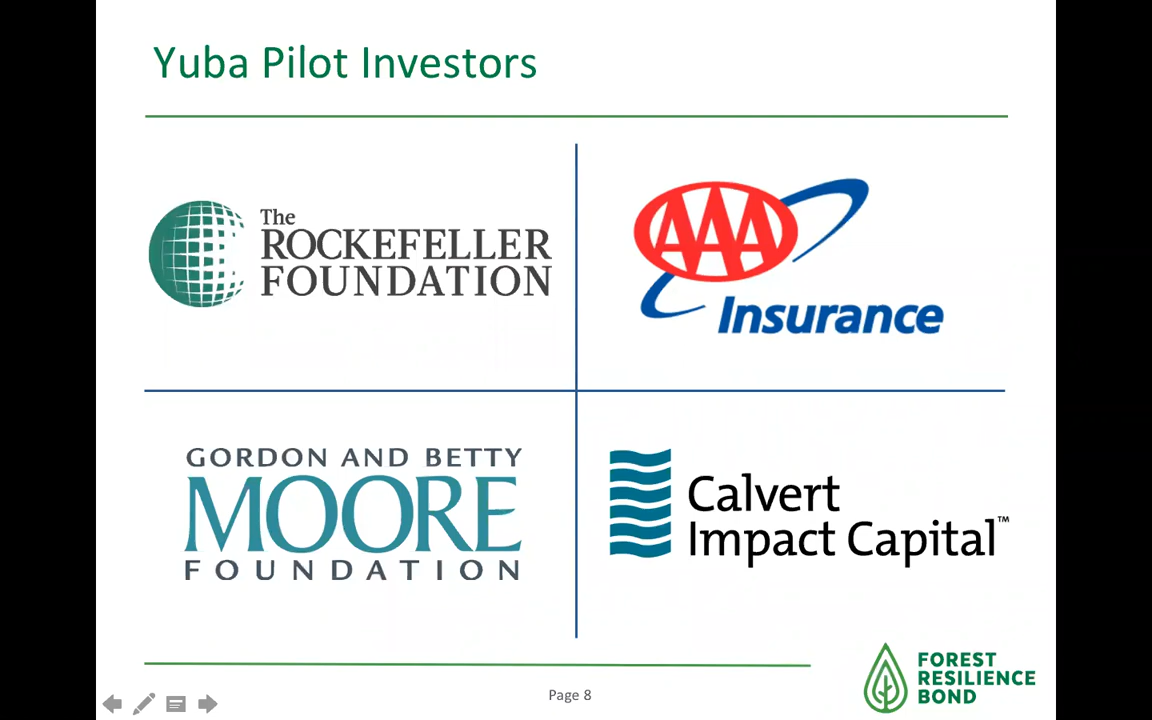 Yuba Pilot Investors
The
ROCKEFELLER
FOUNDATION
AAA
Insurance
GORDON AND BETTY
MOORE
FOUNDATION
Calvert
Impact Capital™
Page 8
FOREST
RESILIENCE
BOND